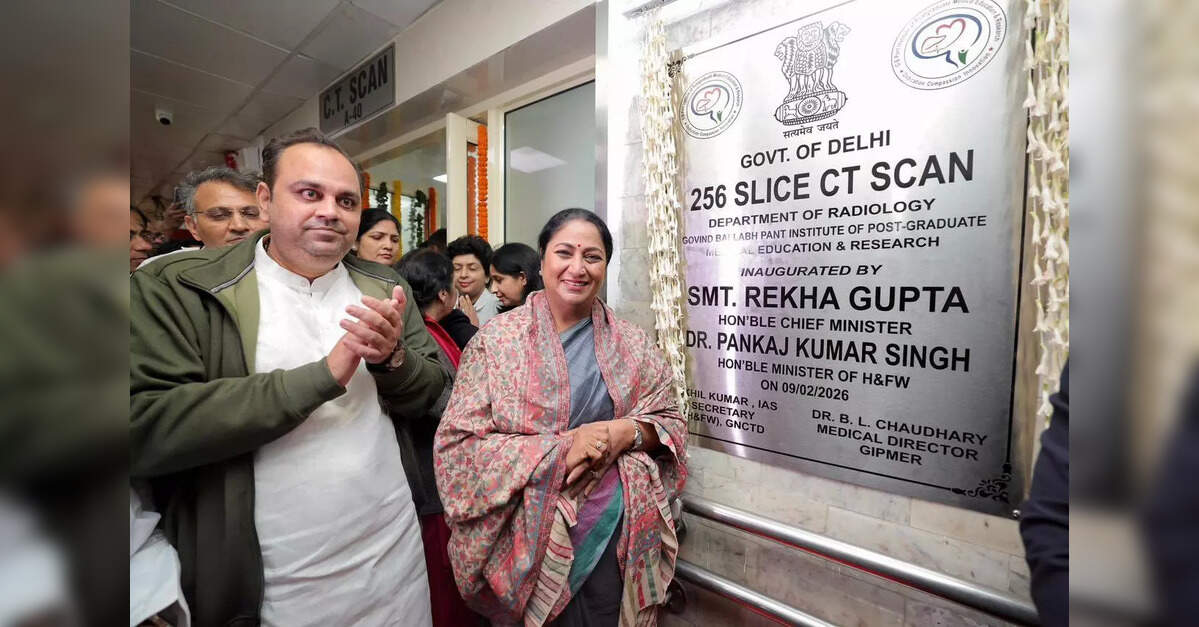 C.T. SCAN
A-40
सत्यमेव जयते
GOVT. OF DELHI
256 SLICE CT SCAN
DEPARTMENT OF RADIOLOGY
GOVIND BALLABH PANT INSTITUTE OF POST-GRADUATE
MEDICAL EDUCATION & RESEARCH
INAUGURATED BY
SMT. REKHA GUPTA
HON'BLE CHIEF MINISTER
DR. PANKAJ KUMAR SINGH
HON'BLE MINISTER OF H&FW
ON 09/02/2026
KUMAR , IAS
SECRETARY
(H&FW), GNCTD
DR. B. L. CHAUDHARY
MEDICAL DIRECTOR
GIPMER